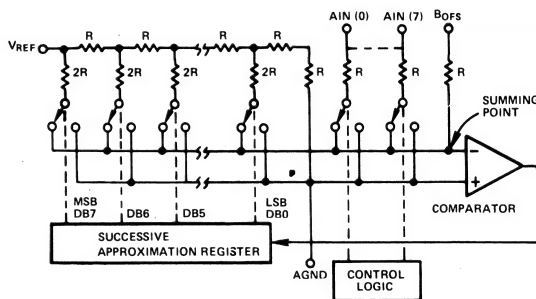 AIN (0) AIN (7) BOFS
VREF R R R R
2R 2R 2R 2R R R R R
SUMMING
POINT
−
+
COMPARATOR
MSB
DB7 DB6 DB5 LSB
DB0
SUCCESSIVE
APPROXIMATION REGISTER
AGND
CONTROL
LOGIC